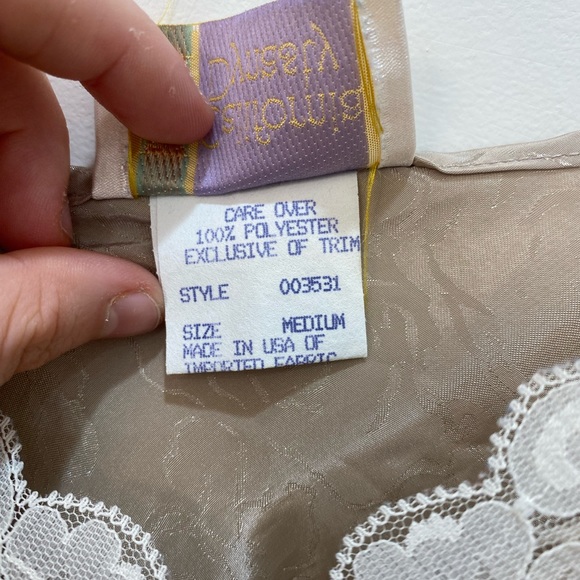 CARE OVER
100% POLYESTER
EXCLUSIVE OF TRIM
STYLE 003531
SIZE MEDIUM
MADE IN USA OF
IMPORTED FABRIC